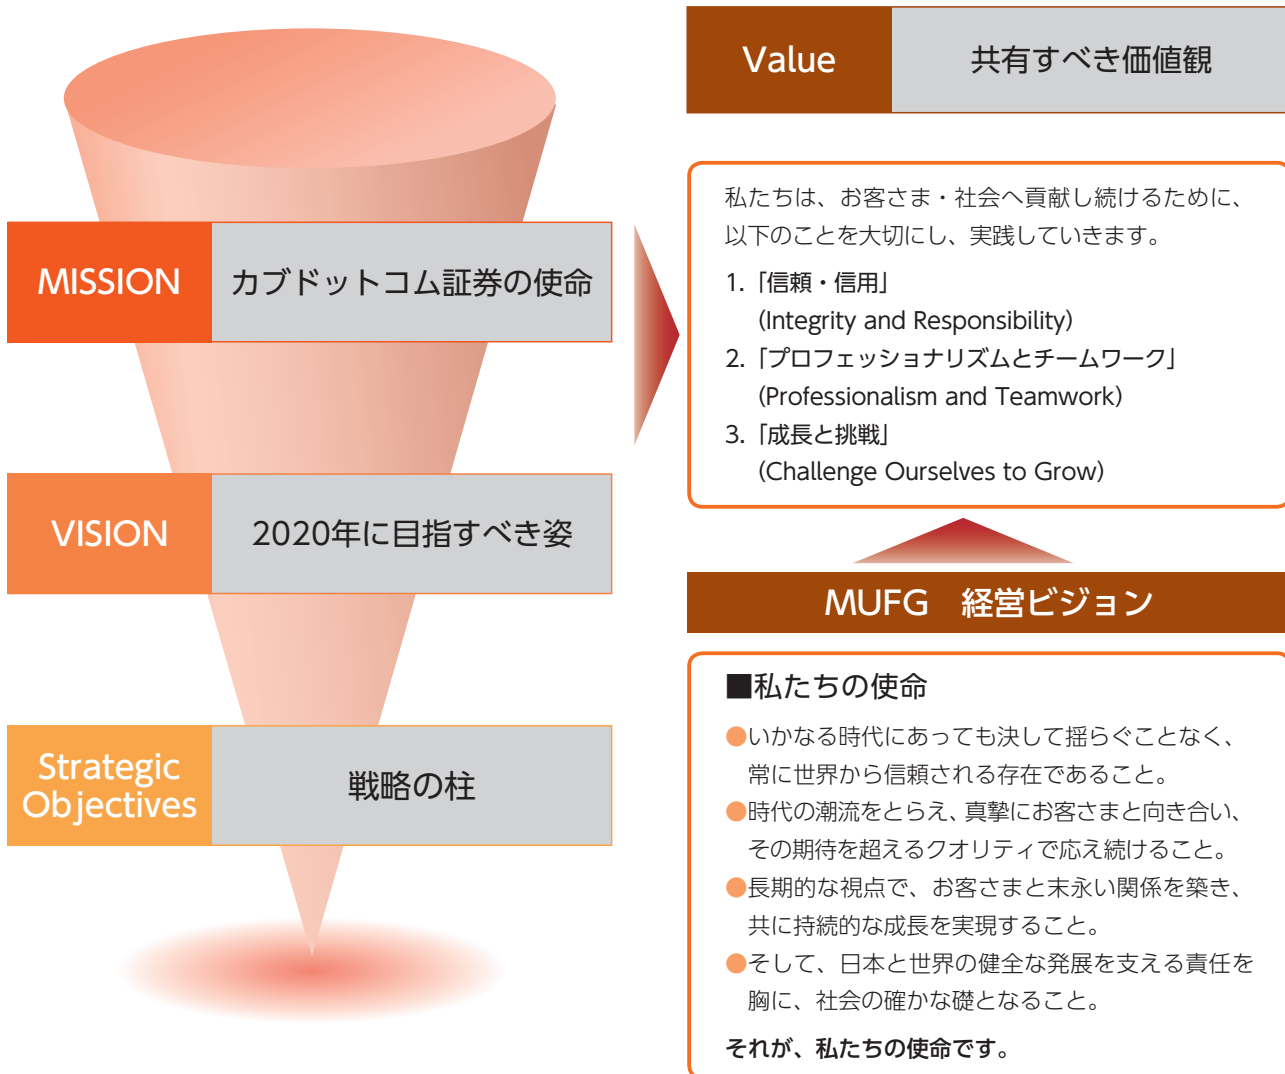 MISSION
カブドットコム証券の使命
VISION
2020年に目指すべき姿
Strategic
Objectives
戦略の柱
Value
共有すべき価値観
私たちは、お客さま・社会へ貢献し続けるために、
以下のことを大切にし、実践していきます。
1.「信頼・信用」
(Integrity and Responsibility)
2.「プロフェッショナリズムとチームワーク」
(Professionalism and Teamwork)
3.「成長と挑戦」
(Challenge Ourselves to Grow)
MUFG 経営ビジョン
■私たちの使命
●いかなる時代にあっても決して揺らぐことなく、
常に世界から信頼される存在であること。
●時代の潮流をとらえ、真摯にお客さまと向き合い、
その期待を超えるクオリティで応え続けること。
●長期的な視点で、お客さまと末永い関係を築き、
共に持続的な成長を実現すること。
●そして、日本と世界の健全な発展を支える責任を
胸に、社会の確かな礎となること。
それが、私たちの使命です。